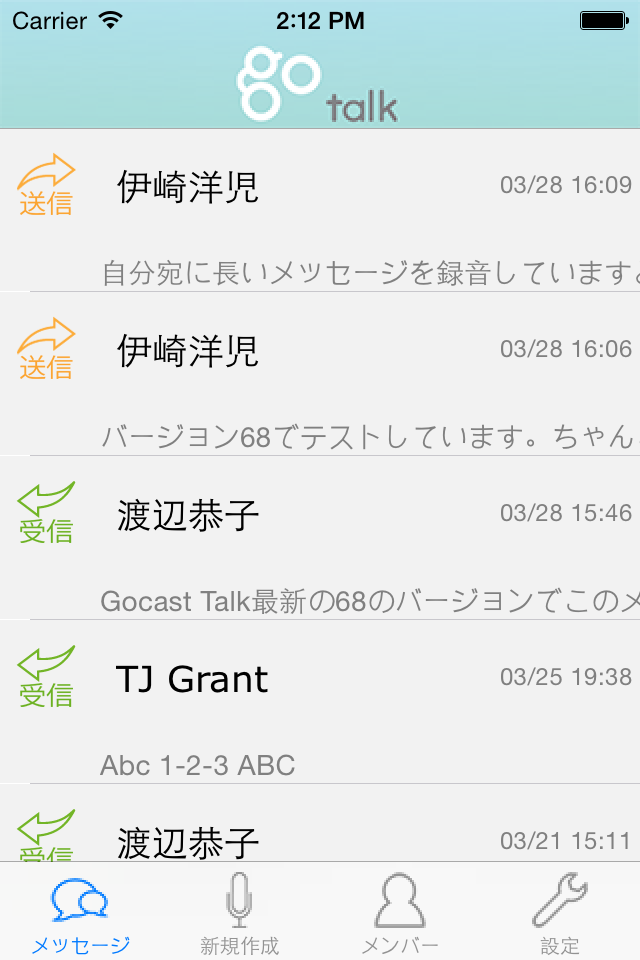 Carrier 2:12 PM
go talk
送信 伊崎洋児 03/28 16:09
自分宛に長いメッセージを録音しています
送信 伊崎洋児 03/28 16:06
バージョン68でテストしています。ちゃん
受信 渡辺恭子 03/28 15:46
Gocast Talk最新の68のバージョンでこのメ
受信 TJ Grant 03/25 19:38
Abc 1-2-3 ABC
受信 渡辺恭子 03/21 15:11
メッセージ 新規作成 メンバー 設定